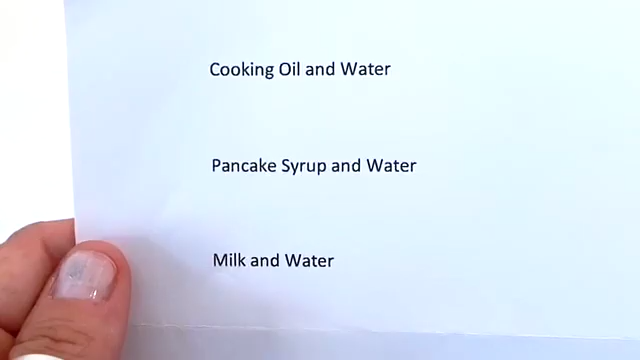 Cooking Oil and Water
Pancake Syrup and Water
Milk and Water